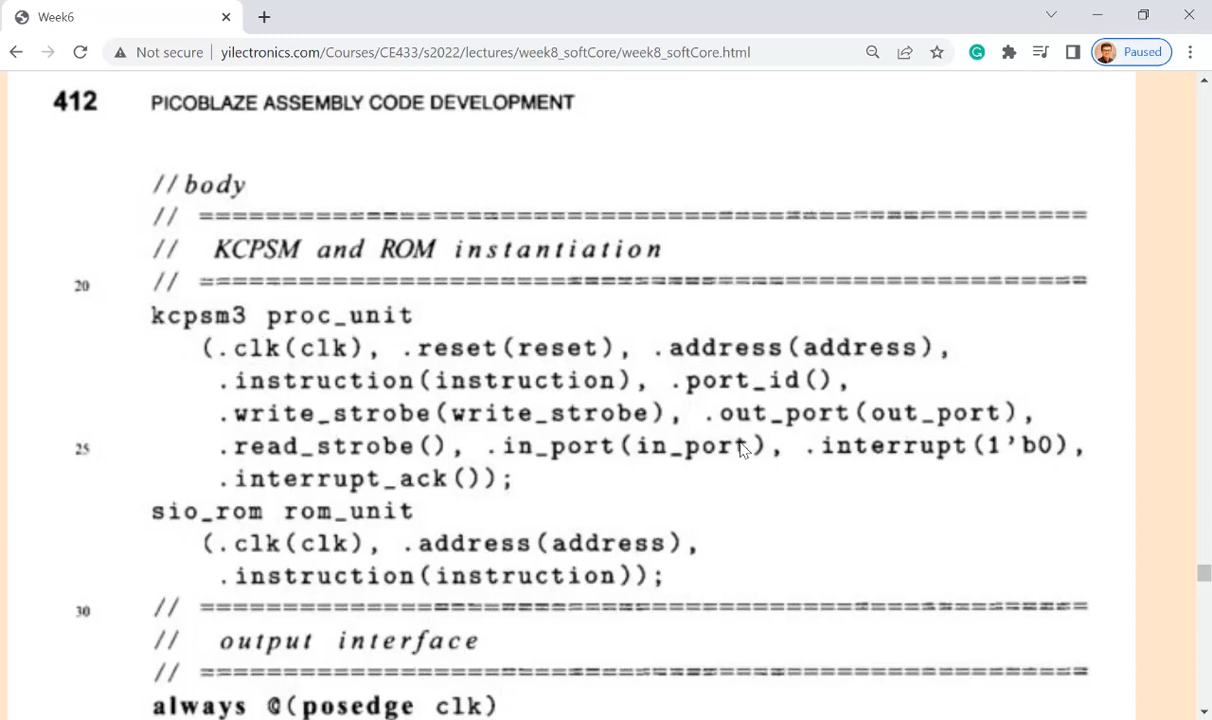 Week6
Not secure
yilectronics.com/Courses/CE433/s2022/lectures/week8_softCore/week8_softCore.html
Paused
412 PICOBLAZE ASSEMBLY CODE DEVELOPMENT
//body
// ======================================================
// KCPSM and ROM instantiation
20 // ======================================================
kcpsm3 proc_unit
(.clk(clk), .reset(reset), .address(address),
.instruction(instruction), .port_id(),
.write_strobe(write_strobe), .out_port(out_port),
25 .read_strobe(), .in_port(in_port), .interrupt(1'b0),
.interrupt_ack());
sio_rom rom_unit
(.clk(clk), .address(address),
.instruction(instruction));
30 // ======================================================
// output interface
// ======================================================
always @(posedge clk)